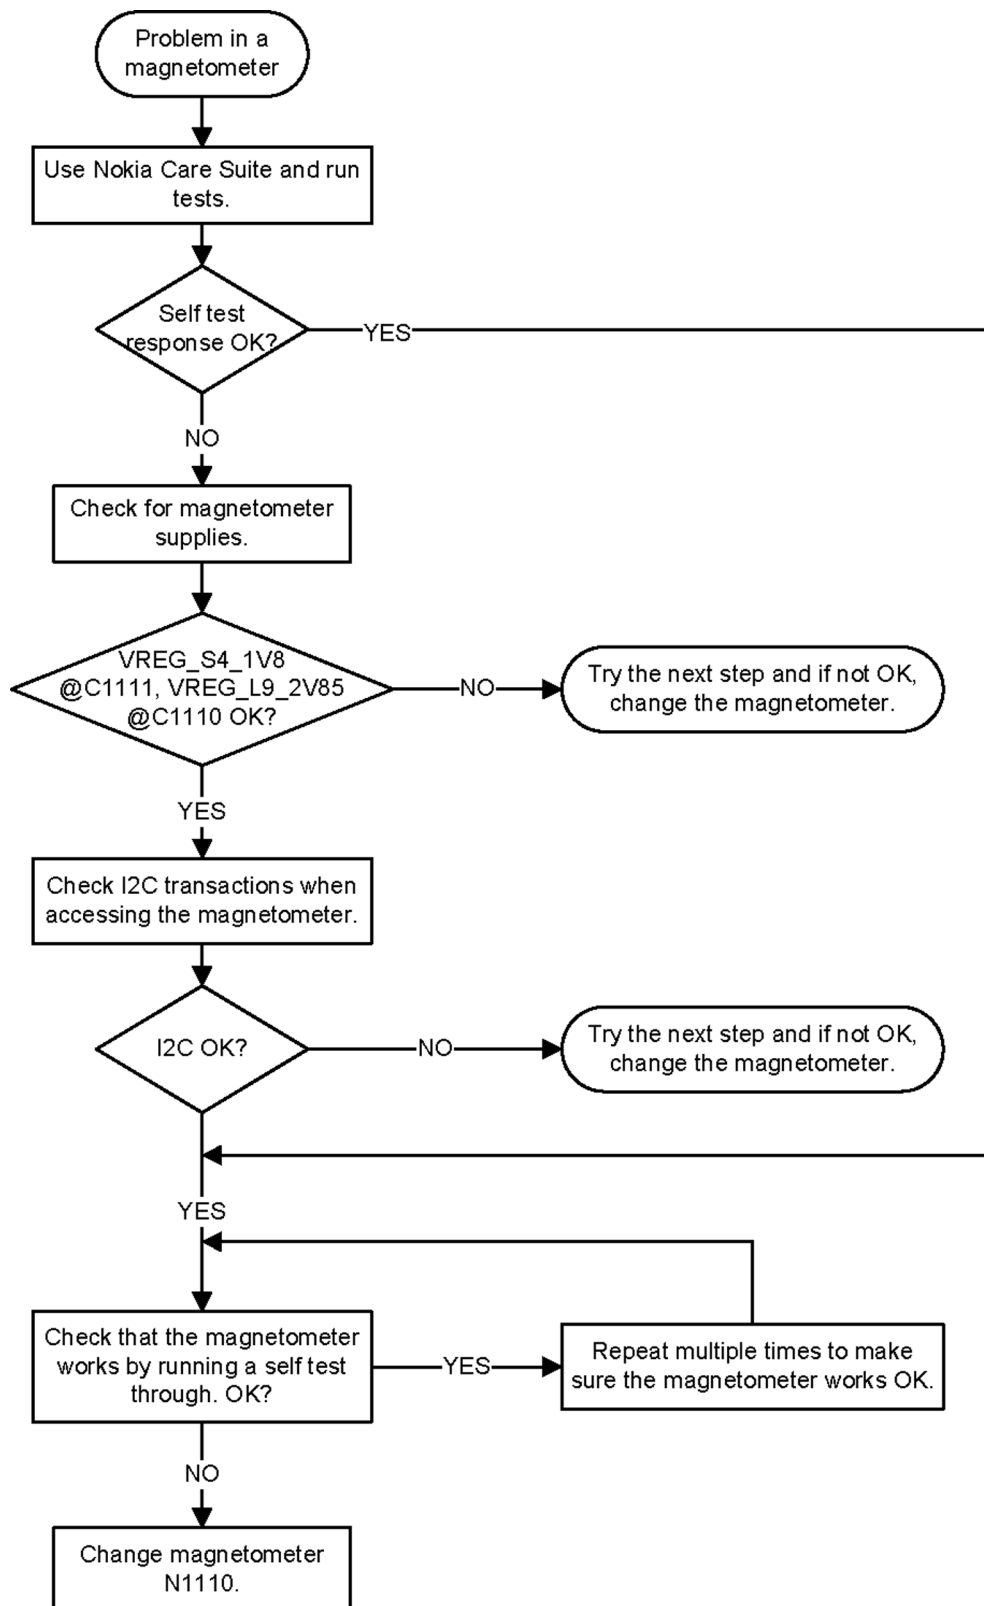 Problem in a
magnetometer
Use Nokia Care Suite and run
tests.
Self test
response OK?
YES
NO
Check for magnetometer
supplies.
VREG_S4_1V8
@C1111, VREG_L9_2V85
@C1110 OK?
NO
Try the next step and if not OK,
change the magnetometer.
YES
Check I2C transactions when
accessing the magnetometer.
I2C OK?
NO
Try the next step and if not OK,
change the magnetometer.
YES
Check that the magnetometer
works by running a self test
through. OK?
YES
Repeat multiple times to make
sure the magnetometer works OK.
NO
Change magnetometer
N1110.